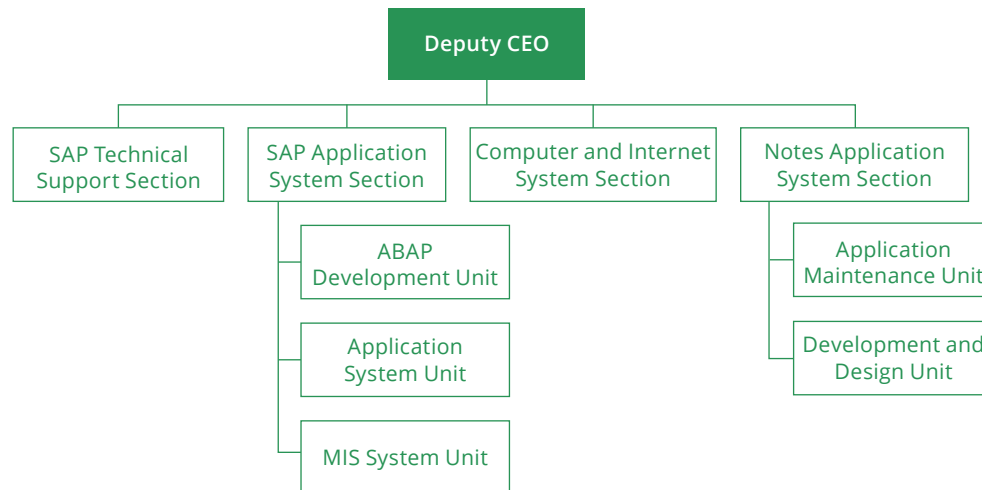 Deputy CEO
SAP Technical
Support Section
SAP Application
System Section
Computer and Internet
System Section
Notes Application
System Section
ABAP
Development Unit
Application
System Unit
MIS System Unit
Application
Maintenance Unit
Development and
Design Unit